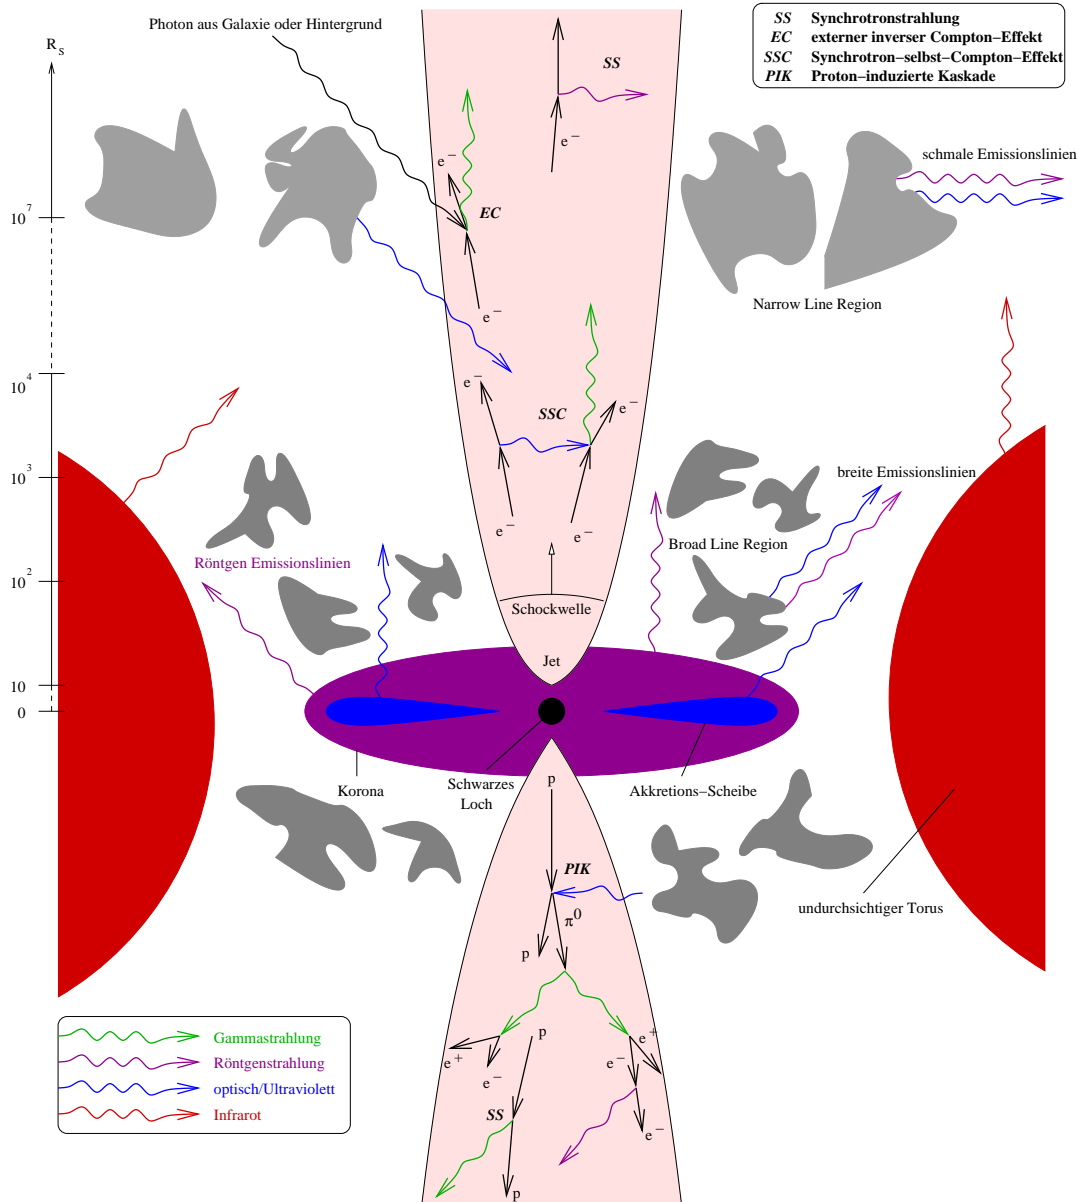 Photon aus Galaxie oder Hintergrund
SS Synchrotronstrahlung
EC externer inverser Compton–Effekt
SSC Synchrotron–selbst–Compton–Effekt
PIK Proton–induzierte Kaskade
R_S
SS
e⁻
e⁻
schmale Emissionslinien
10⁷
EC
Narrow Line Region
e⁻
10⁴
e⁻
SSC
e⁻
10³
breite Emissionslinien
e⁻
e⁻
Broad Line Region
Röntgen Emissionslinien
10²
Schockwelle
Jet
10
0
Korona
Schwarzes
Loch
Akkretions–Scheibe
p
PIK
undurchsichtiger Torus
π⁰
p
Gammastrahlung
Röntgenstrahlung
optisch/Ultraviolett
Infrarot
p
e⁺
e⁺
e⁻
e⁻
SS
e⁻
p